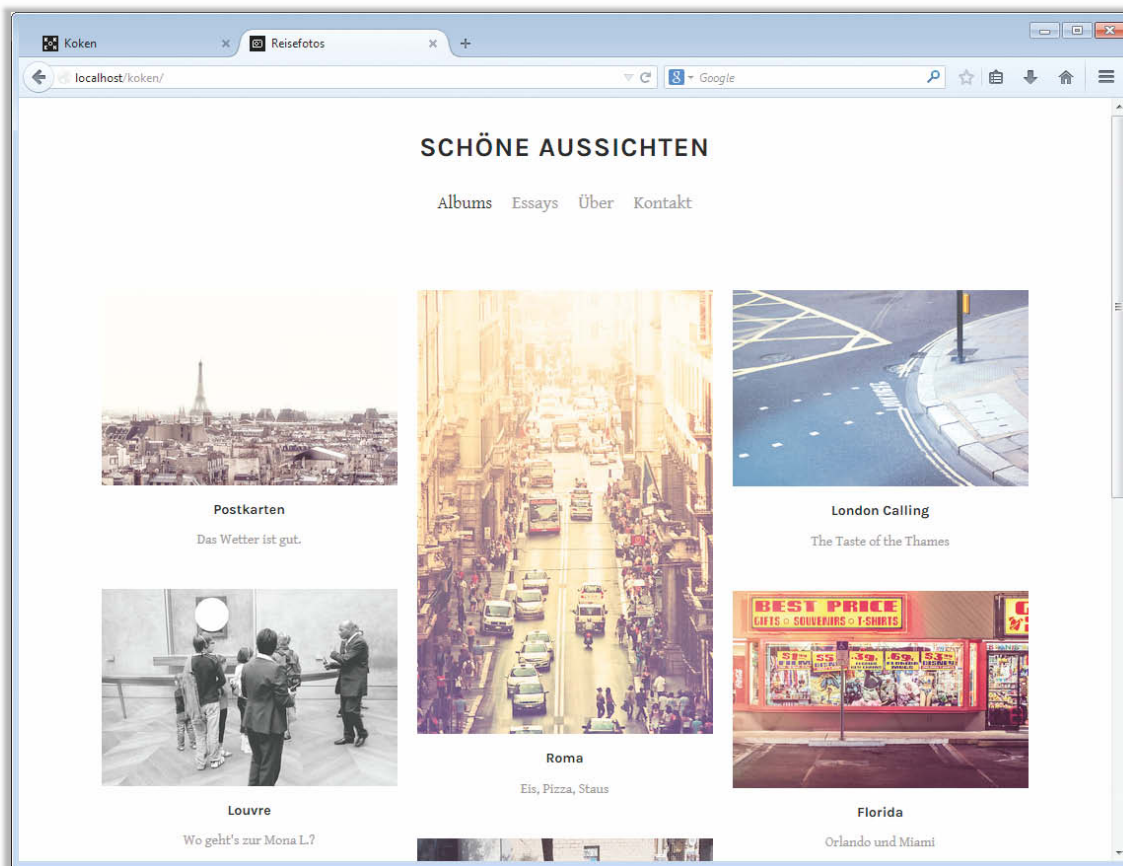 Koken
Reisefotos
localhost/koken/
Google
SCHÖNE AUSSICHTEN
Albums Essays Über Kontakt
Postkarten
Das Wetter ist gut.
Louvre
Wo geht's zur Mona L.?
Roma
Eis, Pizza, Staus
London Calling
The Taste of the Thames
BEST PRICE
GIFTS ○ SOUVENIRS ○ T-SHIRTS
Florida
Orlando und Miami